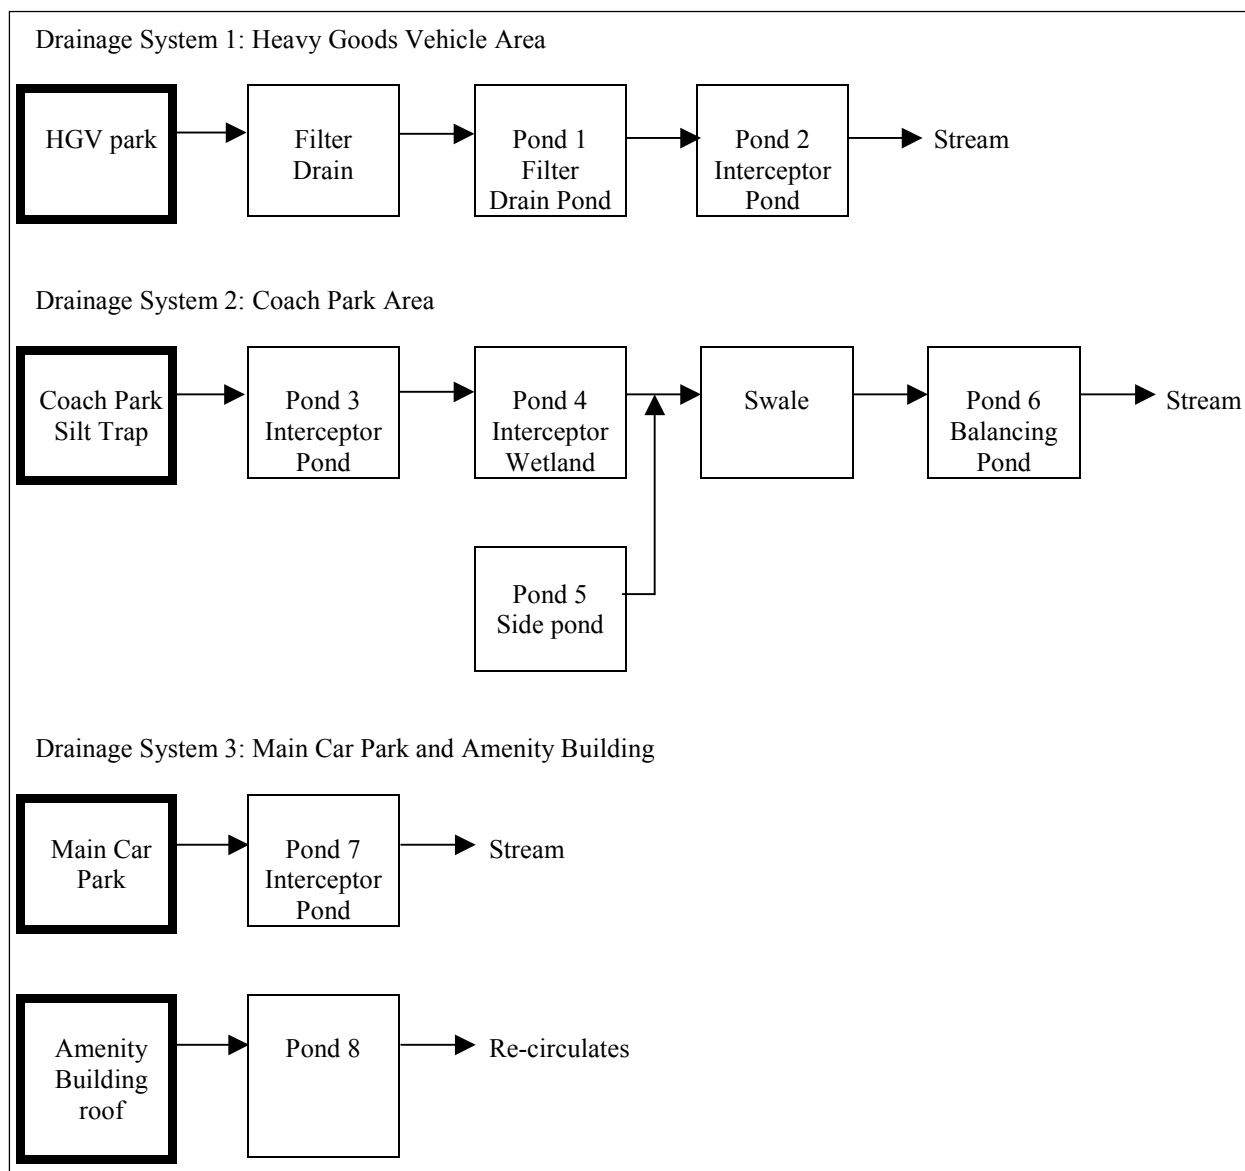 Drainage System 1: Heavy Goods Vehicle Area
HGV park
Filter
Drain
Pond 1
Filter
Drain Pond
Pond 2
Interceptor
Pond
Stream
Drainage System 2: Coach Park Area
Coach Park
Silt Trap
Pond 3
Interceptor
Pond
Pond 4
Interceptor
Wetland
Swale
Pond 6
Balancing
Pond
Stream
Pond 5
Side pond
Drainage System 3: Main Car Park and Amenity Building
Main Car
Park
Pond 7
Interceptor
Pond
Stream
Amenity
Building
roof
Pond 8
Re-circulates